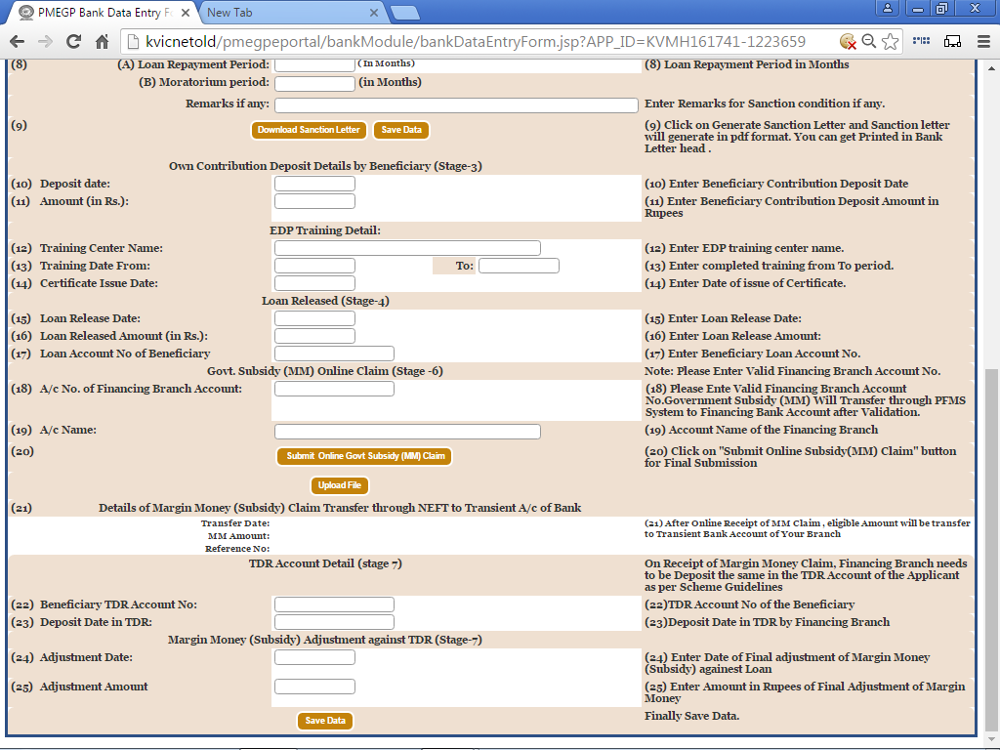 PMEGP Bank Data Entry F
New Tab
kvicnetold/pmegpeportal/bankModule/bankDataEntryForm.jsp?APP_ID=KVMH161741-1223659
(8) (A) Loan Repayment Period: (In Months) (8) Loan Repayment Period in Months
(B) Moratorium period: (in Months)
Remarks if any: Enter Remarks for Sanction condition if any.
(9) Download Sanction Letter Save Data (9) Click on Generate Sanction Letter and Sanction letter
will generate in pdf format. You can get Printed in Bank
Letter head .
Own Contribution Deposit Details by Beneficiary (Stage-3)
(10) Deposit date: (10) Enter Beneficiary Contribution Deposit Date
(11) Amount (in Rs.): (11) Enter Beneficiary Contribution Deposit Amount in
Rupees
EDP Training Detail:
(12) Training Center Name: (12) Enter EDP training center name.
(13) Training Date From: To: (13) Enter completed training from To period.
(14) Certificate Issue Date: (14) Enter Date of issue of Certificate.
Loan Released (Stage-4)
(15) Loan Release Date: (15) Enter Loan Release Date:
(16) Loan Released Amount (in Rs.): (16) Enter Loan Release Amount:
(17) Loan Account No of Beneficiary (17) Enter Beneficiary Loan Account No.
Govt. Subsidy (MM) Online Claim (Stage -6) Note: Please Enter Valid Financing Branch Account No.
(18) A/c No. of Financing Branch Account: (18) Please Ente Valid Financing Branch Account
No.Government Subsidy (MM) Will Transfer through PFMS
System to Financing Bank Account after Validation.
(19) A/c Name: (19) Account Name of the Financing Branch
(20) Submit Online Govt Subsidy (MM) Claim (20) Click on "Submit Online Subsidy(MM) Claim" button
for Final Submission
Upload File
(21) Details of Margin Money (Subsidy) Claim Transfer through NEFT to Transient A/c of Bank
Transfer Date: (21) After Online Receipt of MM Claim , eligible Amount will be transfer
MM Amount: to Transient Bank Account of Your Branch
Reference No:
TDR Account Detail (stage 7) On Receipt of Margin Money Claim, Financing Branch needs
to be Deposit the same in the TDR Account of the Applicant
as per Scheme Guidelines
(22) Beneficiary TDR Account No: (22)TDR Account No of the Beneficiary
(23) Deposit Date in TDR: (23)Deposit Date in TDR by Financing Branch
Margin Money (Subsidy) Adjustment against TDR (Stage-7)
(24) Adjustment Date: (24) Enter Date of Final adjustment of Margin Money
(Subsidy) againest Loan
(25) Adjustment Amount (25) Enter Amount in Rupees of Final Adjustment of Margin
Money
Save Data Finally Save Data.